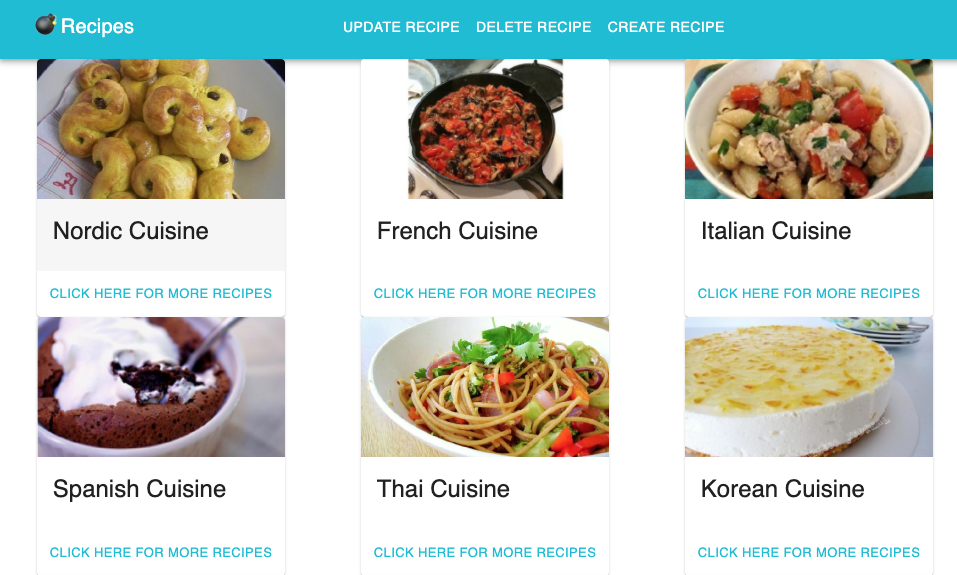 Recipes
UPDATE RECIPE DELETE RECIPE CREATE RECIPE
Nordic Cuisine
CLICK HERE FOR MORE RECIPES
French Cuisine
CLICK HERE FOR MORE RECIPES
Italian Cuisine
CLICK HERE FOR MORE RECIPES
Spanish Cuisine
CLICK HERE FOR MORE RECIPES
Thai Cuisine
CLICK HERE FOR MORE RECIPES
Korean Cuisine
CLICK HERE FOR MORE RECIPES